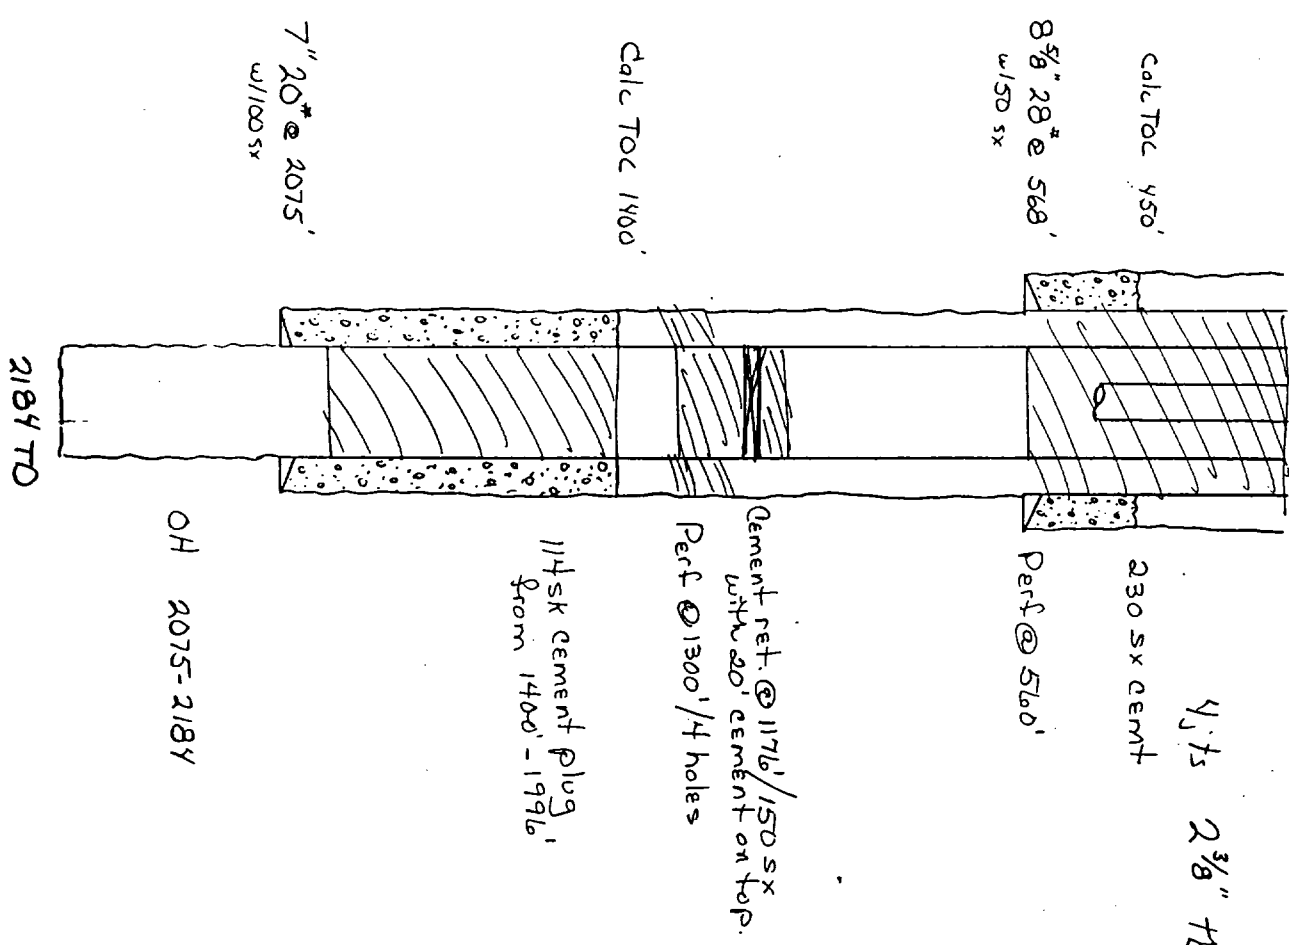 Calc TOC 450'
8 5/8" 28# @ 568'
w/50 sx
Calc TOC 1400'
7" 20# @ 2075'
w/100 sx
4 jts 2 3/8"
230 sx cemt
Perf @ 560'
Cement ret. @ 1176'/150 sx
with 20' cement on top.
Perf @ 1300'/4 holes
114 sk cement plug
from 1400' - 1996'
OH 2075-2184
2184 TD